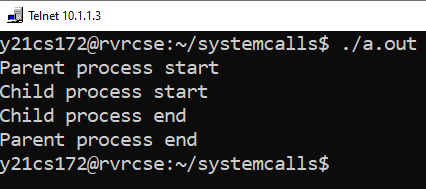 Telnet 10.1.1.3
y21cs172@rvrcse:~/systemcalls$ ./a.out
Parent process start
Child process start
Child process end
Parent process end
y21cs172@rvrcse:~/systemcalls$